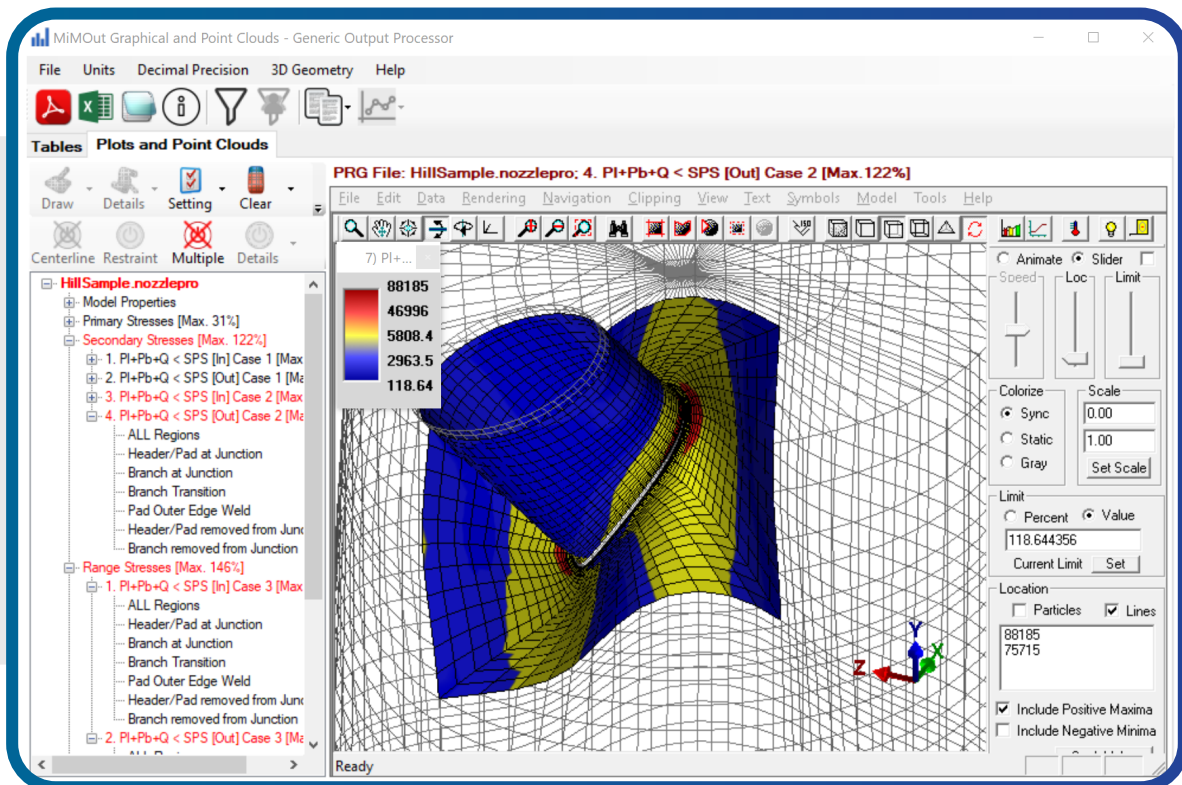 MiMOut Graphical and Point Clouds - Generic Output Processor
File Units Decimal Precision 3D Geometry Help
Tables Plots and Point Clouds
Draw Details Setting Clear
Centerline Restraint Multiple Details
HillSample.nozzlepro
Model Properties
Primary Stresses [Max. 31%]
Secondary Stresses [Max. 122%]
1. Pl+Pb+Q < SPS [In] Case 1 [Max
2. Pl+Pb+Q < SPS [Out] Case 1 [Ma
3. Pl+Pb+Q < SPS [In] Case 2 [Max
4. Pl+Pb+Q < SPS [Out] Case 2 [Ma
ALL Regions
Header/Pad at Junction
Branch at Junction
Branch Transition
Pad Outer Edge Weld
Header/Pad removed from Junc
Branch removed from Junction
Range Stresses [Max. 146%]
1. Pl+Pb+Q < SPS [In] Case 3 [Max
ALL Regions
Header/Pad at Junction
Branch at Junction
Branch Transition
Pad Outer Edge Weld
Header/Pad removed from Junc
Branch removed from Junction
2. Pl+Pb+Q < SPS [Out] Case 3 [Ma
PRG File: HillSample.nozzlepro; 4. Pl+Pb+Q < SPS [Out] Case 2 [Max.122%]
File Edit Data Rendering Navigation Clipping View Text Symbols Model Tools Help
ISO
7) Pl+...
88185
46996
5808.4
2963.5
118.64
Y
X
Z
Ready
Animate Slider
Speed Loc Limit
Colorize Scale
Sync 0.00
Static 1.00
Gray Set Scale
Limit
Percent Value
118.644356
Current Limit Set
Location
Particles Lines
88185
75715
Include Positive Maxima
Include Negative Minima